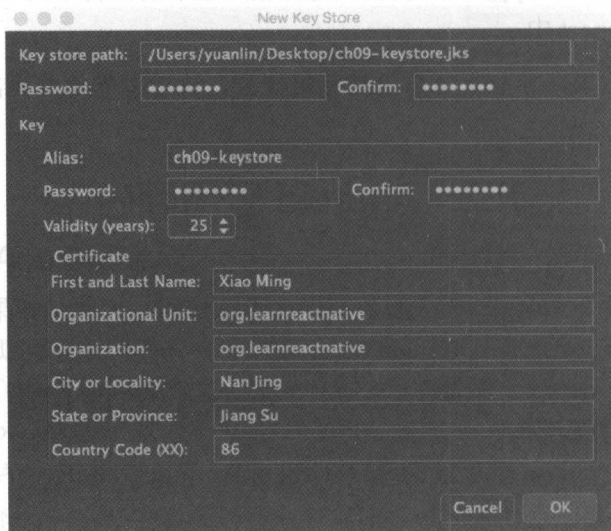 New Key Store
Key store path: /Users/yuanlin/Desktop/ch09-keystore.jks ...
Password: •••••••• Confirm: ••••••••
Key
Alias: ch09-keystore
Password: •••••••• Confirm: ••••••••
Validity (years): 25
Certificate
First and Last Name: Xiao Ming
Organizational Unit: org.learnreactnative
Organization: org.learnreactnative
City or Locality: Nan Jing
State or Province: Jiang Su
Country Code (XX): 86
Cancel OK